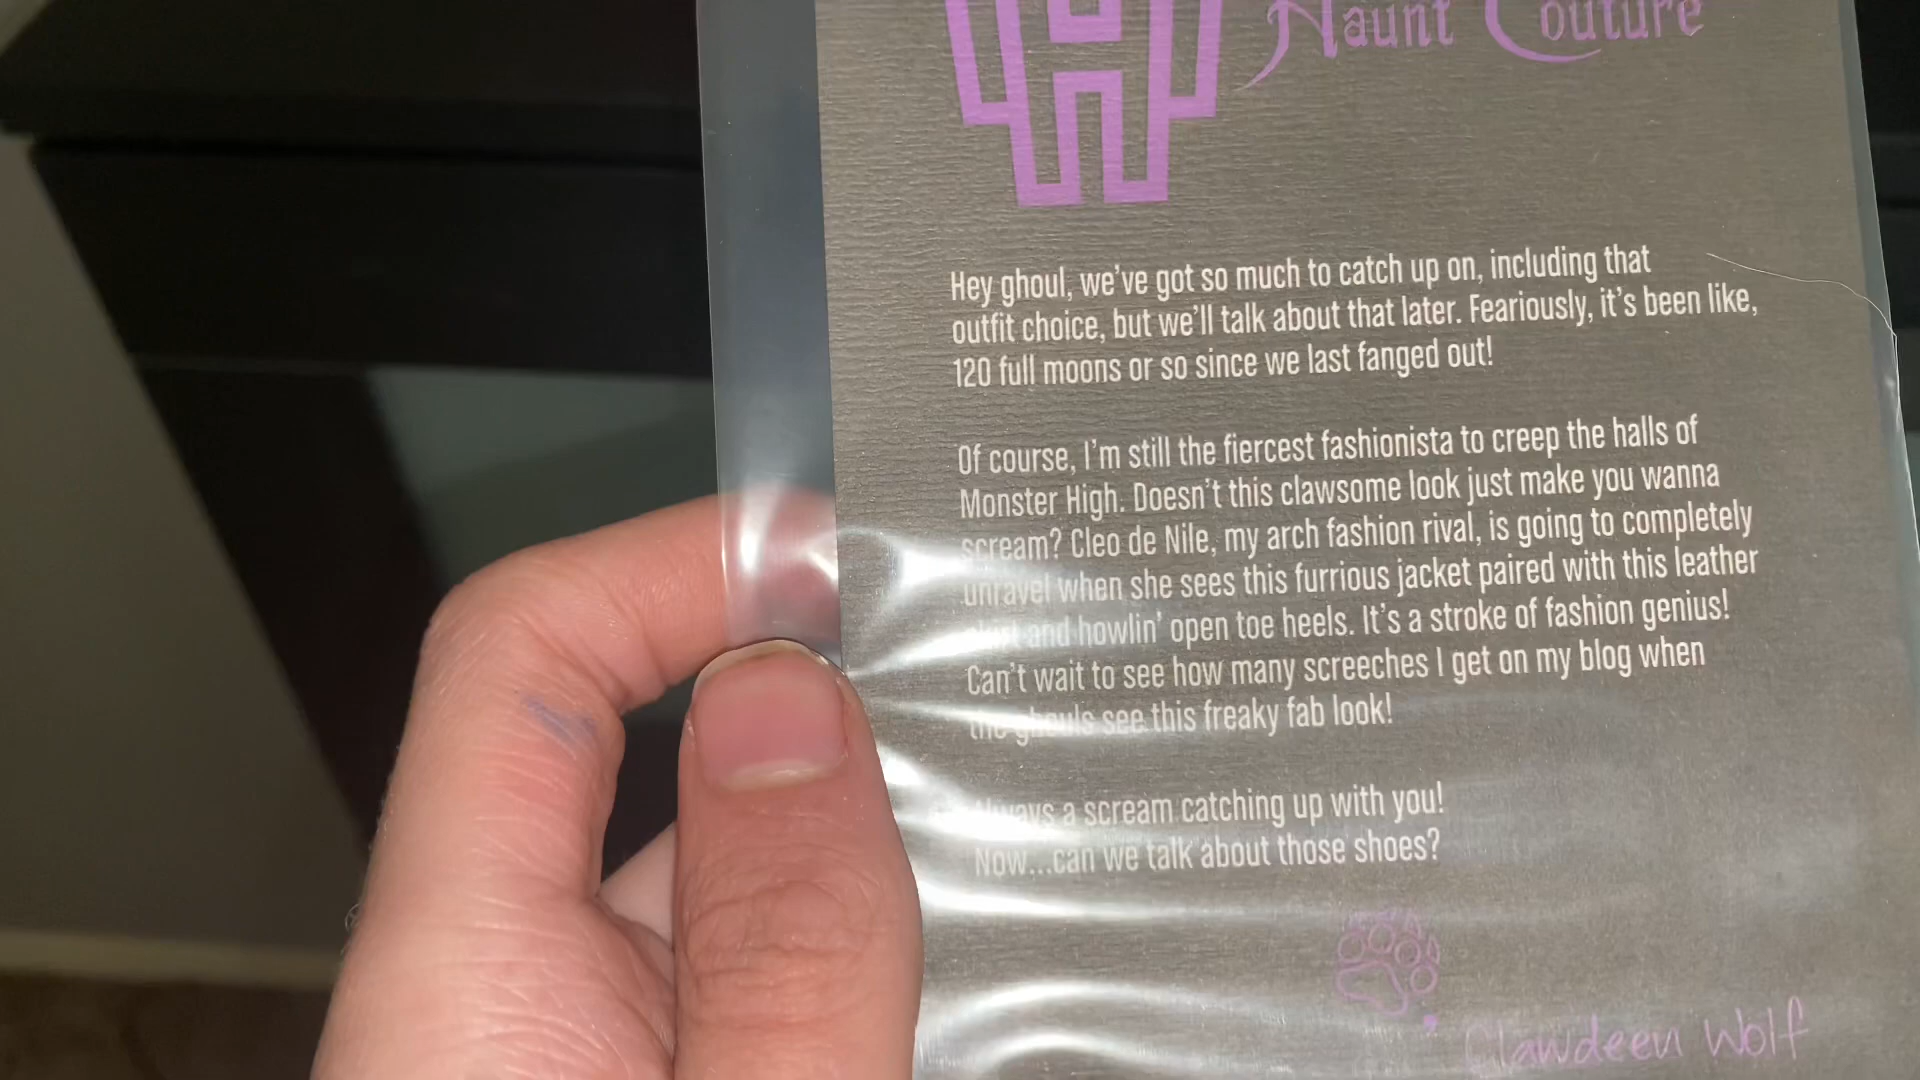 Haunt Couture
Hey ghoul, we've got so much to catch up on, including that
outfit choice, but we'll talk about that later. Feariously, it's been like,
120 full moons or so since we last fanged out!
Of course, I'm still the fiercest fashionista to creep the halls of
Monster High. Doesn't this clawsome look just make you wanna
scream? Cleo de Nile, my arch fashion rival, is going to completely
unravel when she sees this furrious jacket paired with this leather
skirt and howlin' open toe heels. It's a stroke of fashion genius!
Can't wait to see how many screeches I get on my blog when
the ghouls see this freaky fab look!
Always a scream catching up with you!
Now...can we talk about those shoes?
Clawdeen Wolf